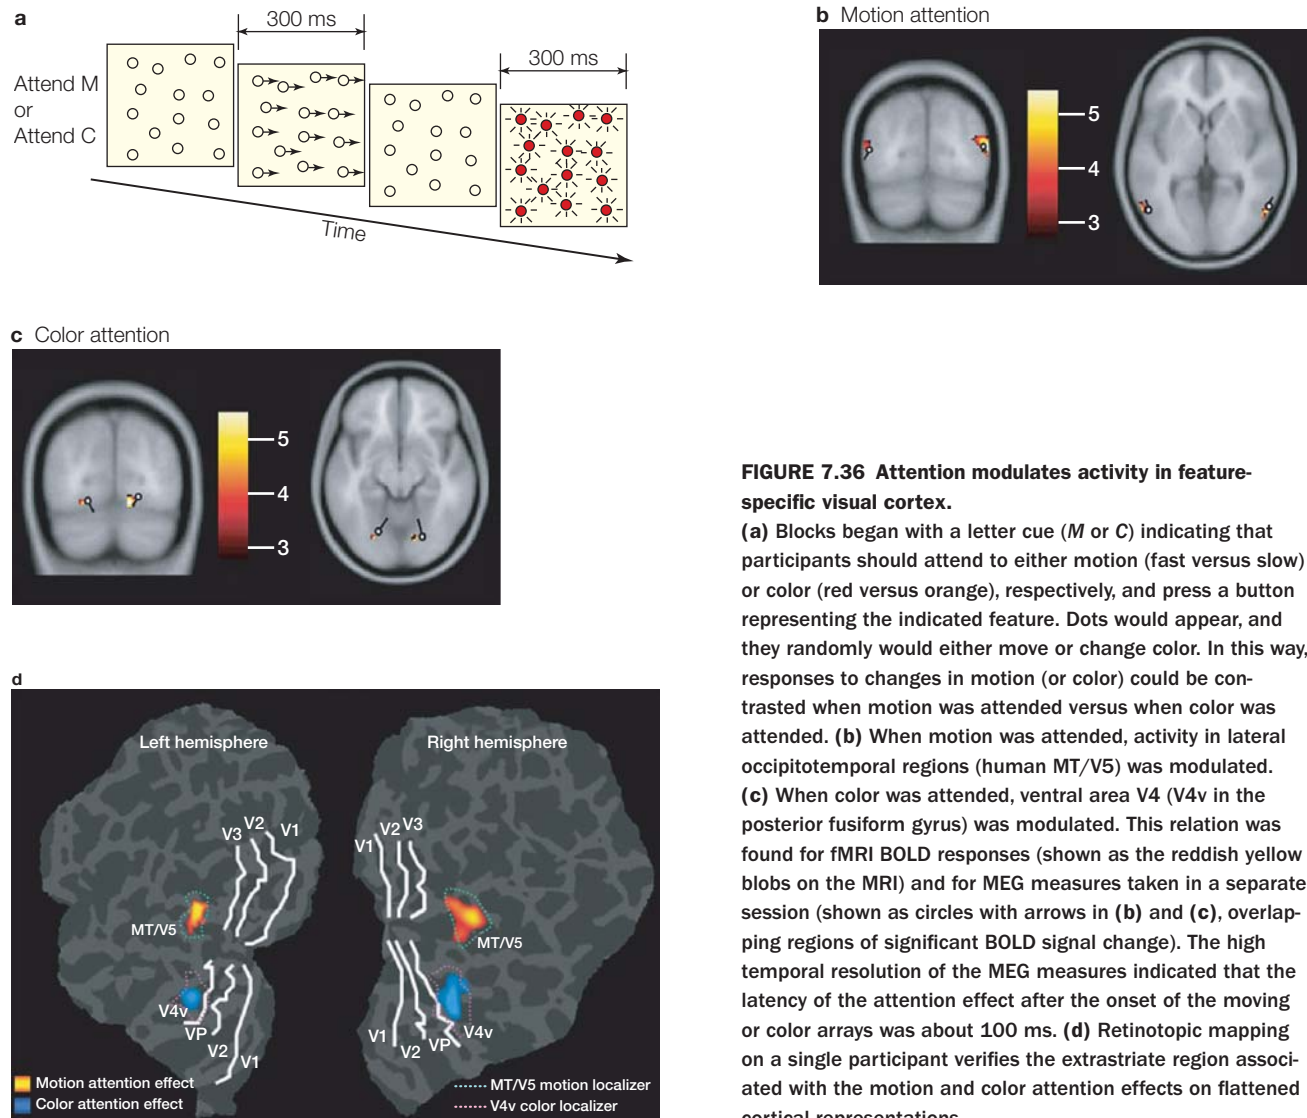 a
300 ms
300 ms
Attend M
or
Attend C
Time
b Motion attention
5
4
3
c Color attention
5
4
3
d
Left hemisphere
Right hemisphere
V3 V2 V1
V1 V2 V3
MT/V5
MT/V5
V4v
VP
V2
V1
V1
V2
VP
V4v
Motion attention effect
Color attention effect
MT/V5 motion localizer
V4v color localizer
FIGURE 7.36 Attention modulates activity in feature-
specific visual cortex.
(a) Blocks began with a letter cue (M or C) indicating that
participants should attend to either motion (fast versus slow)
or color (red versus orange), respectively, and press a button
representing the indicated feature. Dots would appear, and
they randomly would either move or change color. In this way,
responses to changes in motion (or color) could be con-
trasted when motion was attended versus when color was
attended. (b) When motion was attended, activity in lateral
occipitotemporal regions (human MT/V5) was modulated.
(c) When color was attended, ventral area V4 (V4v in the
posterior fusiform gyrus) was modulated. This relation was
found for fMRI BOLD responses (shown as the reddish yellow
blobs on the MRI) and for MEG measures taken in a separate
session (shown as circles with arrows in (b) and (c), overlap-
ping regions of significant BOLD signal change). The high
temporal resolution of the MEG measures indicated that the
latency of the attention effect after the onset of the moving
or color arrays was about 100 ms. (d) Retinotopic mapping
on a single participant verifies the extrastriate region associ-
ated with the motion and color attention effects on flattened
cortical representations.